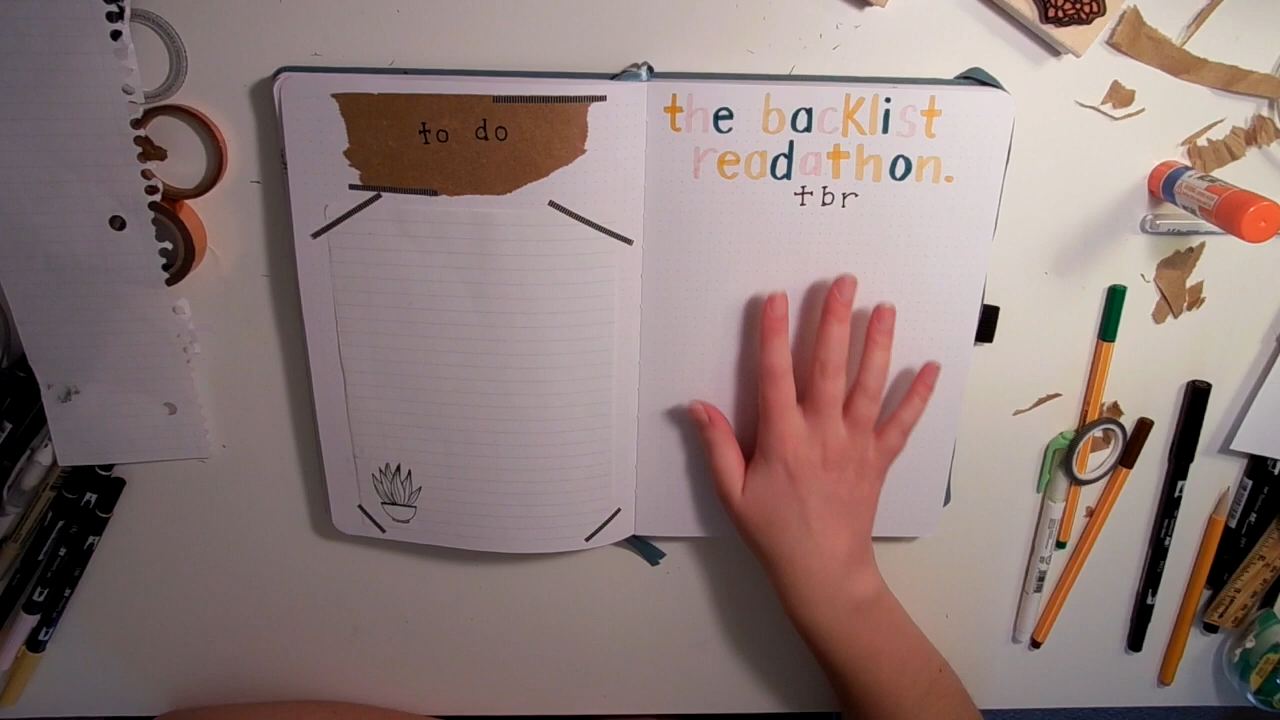 to do
the backlist
readathon.
tbr